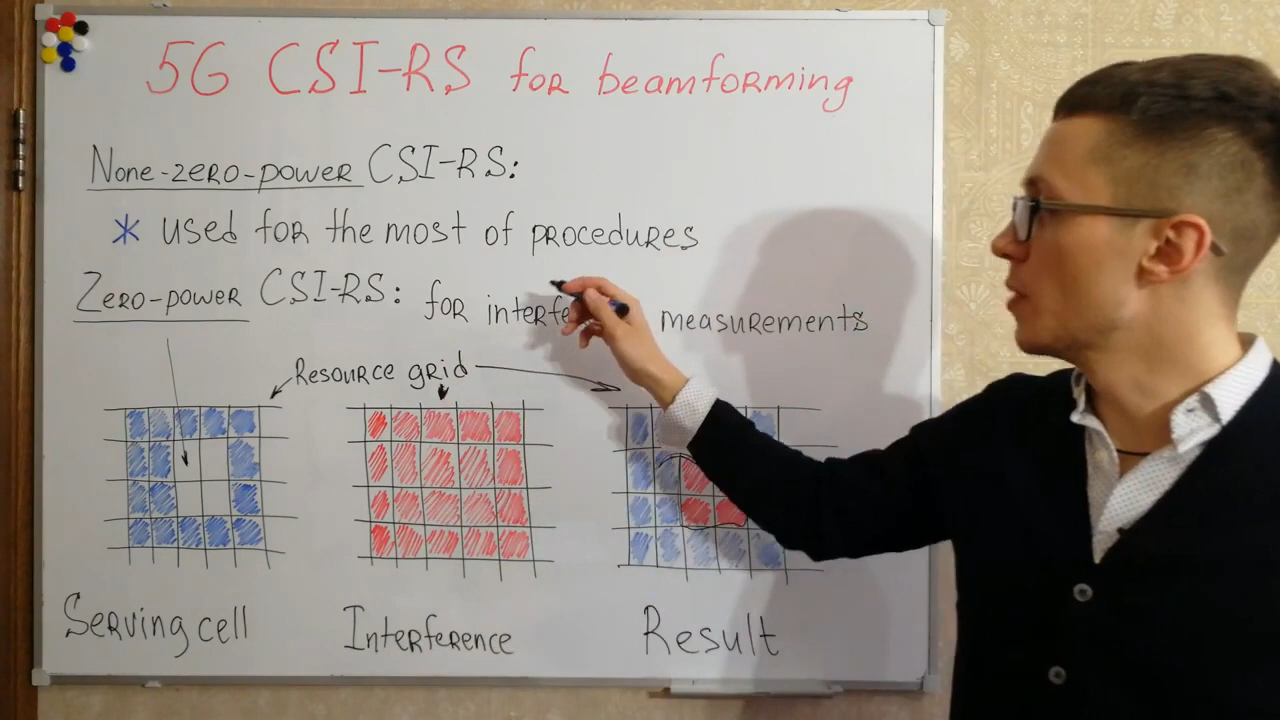 5G CSI-RS for beamforming
None-zero-power CSI-RS:
* used for the most of procedures
Zero-power CSI-RS: for interfe measurements
Resource grid
Serving cell
Interference
Result